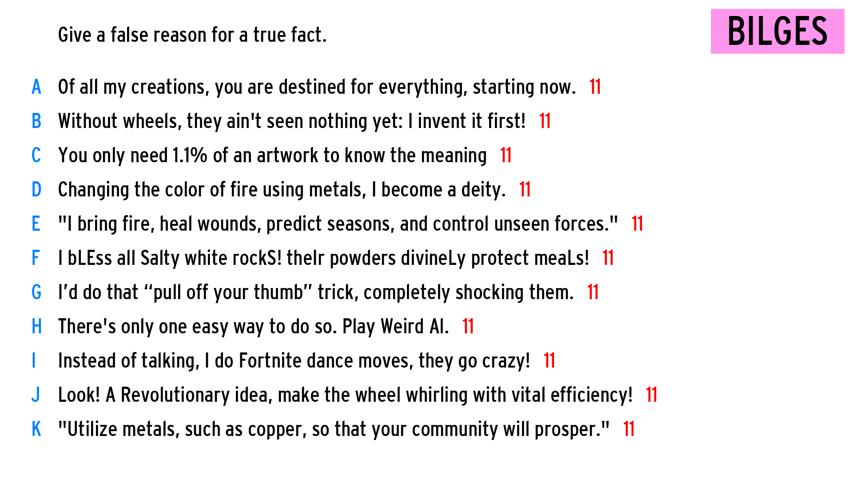 Give a false reason for a true fact.
BILGES
A Of all my creations, you are destined for everything, starting now. 11
B Without wheels, they ain't seen nothing yet: I invent it first! 11
C You only need 1.1% of an artwork to know the meaning 11
D Changing the color of fire using metals, I become a deity. 11
E "I bring fire, heal wounds, predict seasons, and control unseen forces." 11
F I bLEss all Salty white rockS! theIr powders divineLy protect meaLs! 11
G I’d do that “pull off your thumb” trick, completely shocking them. 11
H There's only one easy way to do so. Play Weird Al. 11
I Instead of talking, I do Fortnite dance moves, they go crazy! 11
J Look! A Revolutionary idea, make the wheel whirling with vital efficiency! 11
K "Utilize metals, such as copper, so that your community will prosper." 11